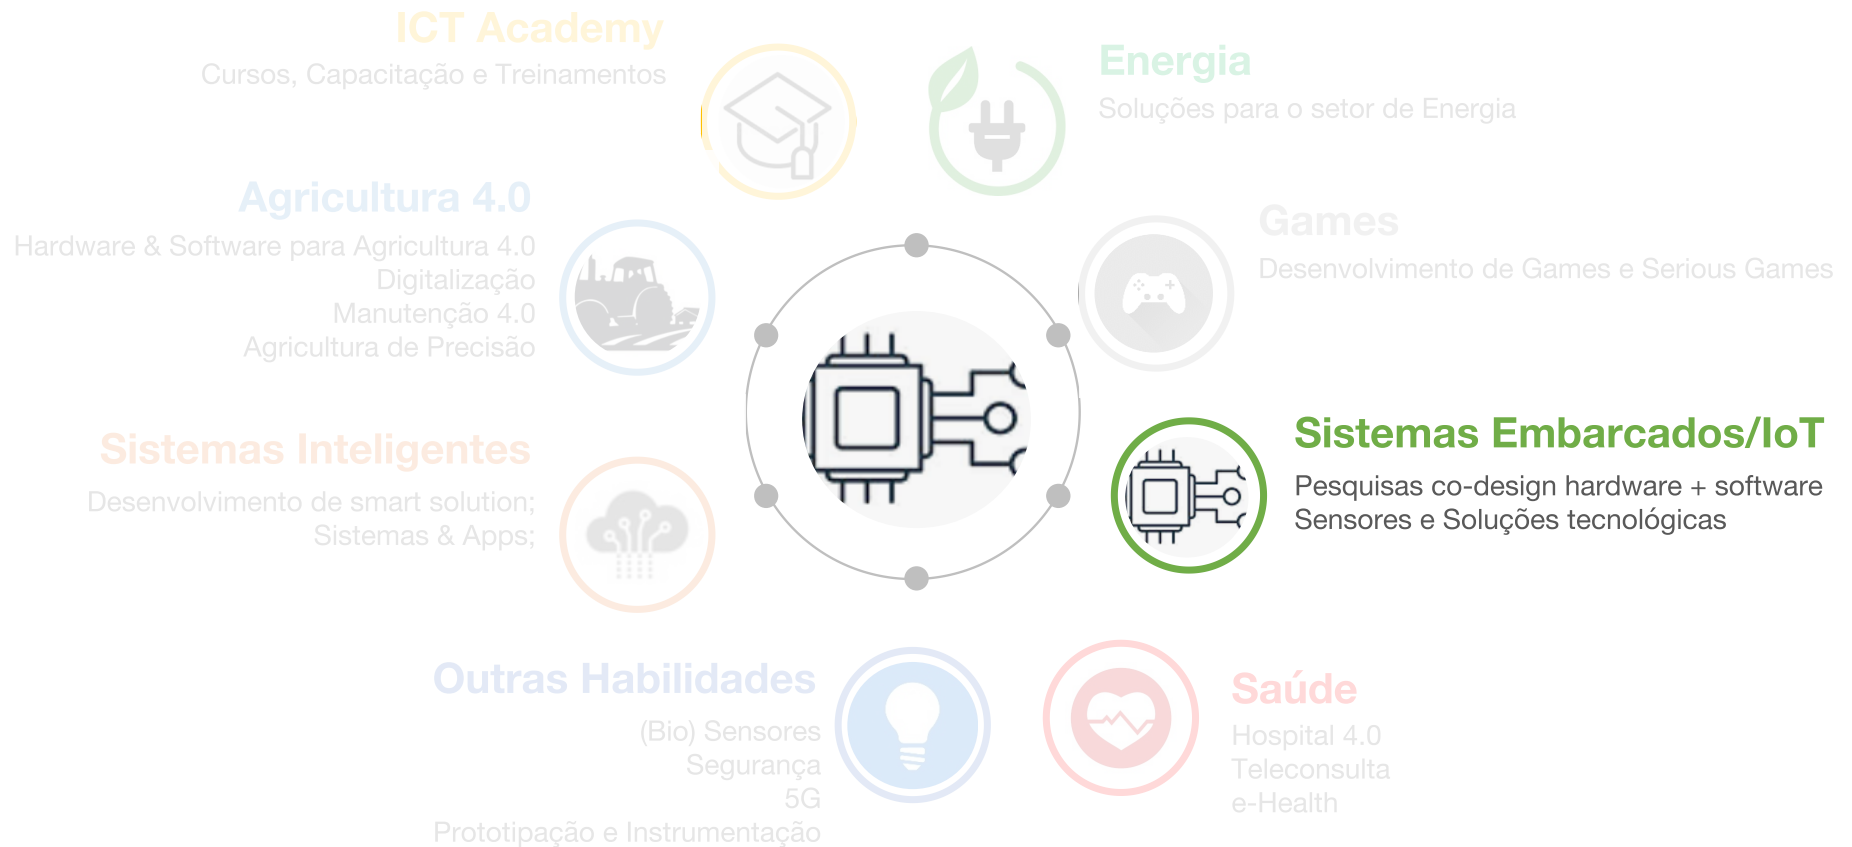 ICT Academy
Cursos, Capacitação e Treinamentos
Energia
Soluções para o setor de Energia
Agricultura 4.0
Hardware & Software para Agricultura 4.0
Digitalização
Manutenção 4.0
Agricultura de Precisão
Games
Desenvolvimento de Games e Serious Games
Sistemas Inteligentes
Desenvolvimento de smart solution;
Sistemas & Apps;
Sistemas Embarcados/IoT
Pesquisas co-design hardware + software
Sensores e Soluções tecnológicas
Outras Habilidades
(Bio) Sensores
Segurança
5G
Prototipação e Instrumentação
Saúde
Hospital 4.0
Teleconsulta
e-Health